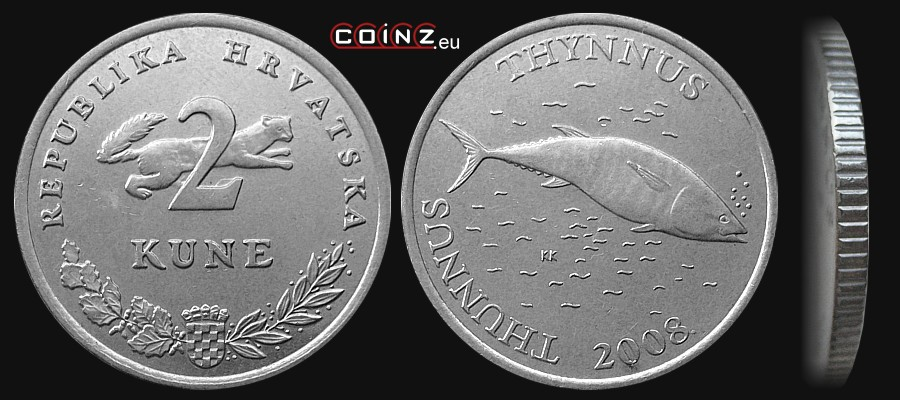 COiNZ.eu
REPUBLIKA HRVATSKA
2
KUNE
THUNNUS THYNNUS
KK
2008